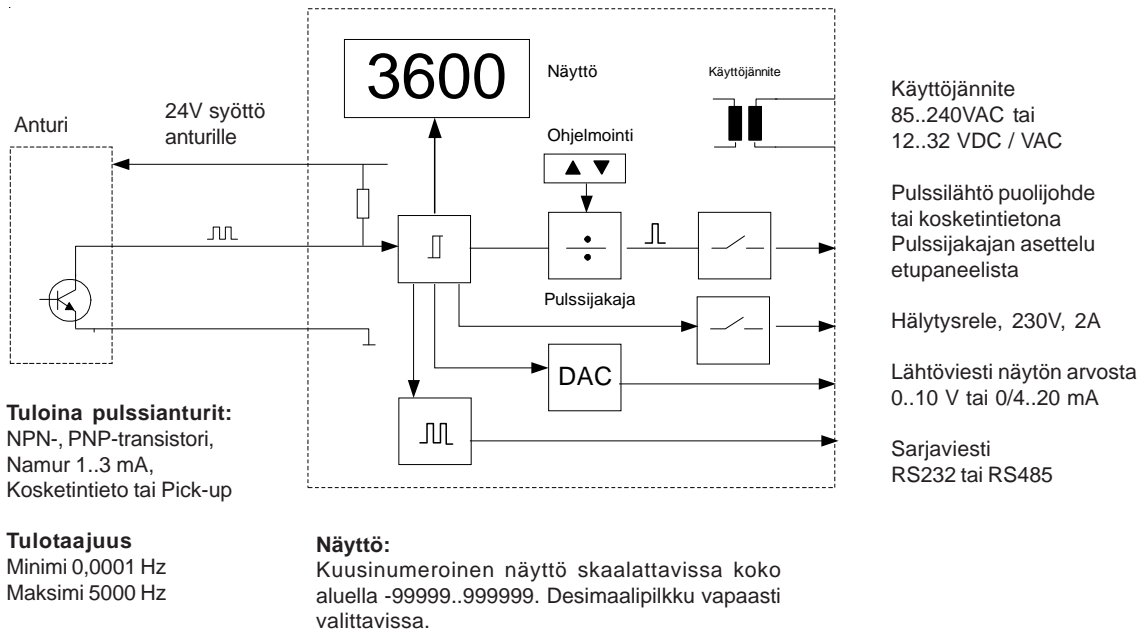 3600
Näyttö
Käyttöjännite
Ohjelmointi
Anturi
24V syöttö
anturille
Pulssijakaja
DAC
Käyttöjännite
85..240VAC tai
12..32 VDC / VAC
Pulssilähtö puolijohde
tai kosketintietona
Pulssijakajan asettelu
etupaneelista
Hälytysrele, 230V, 2A
Lähtöviesti näytön arvosta
0..10 V tai 0/4..20 mA
Sarjaviesti
RS232 tai RS485
Tuloina pulssianturit:
NPN-, PNP-transistori,
Namur 1..3 mA,
Kosketintieto tai Pick-up
Tulotaajuus
Minimi 0,0001 Hz
Maksimi 5000 Hz
Näyttö:
Kuusinumeroinen näyttö skaalattavissa koko
aluella -99999..999999. Desimaalipilkku vapaasti
valittavissa.